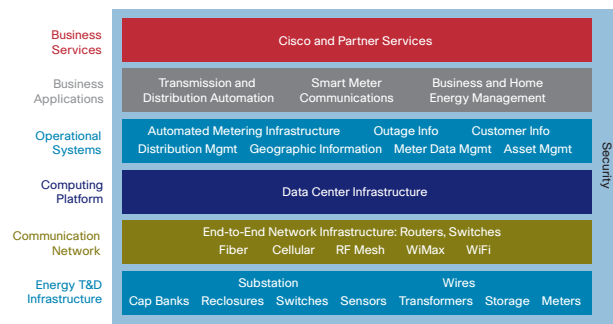 Business
Services
Cisco and Partner Services
Business
Applications
Transmission and
Distribution Automation
Smart Meter
Communications
Business and Home
Energy Management
Operational
Systems
Automated Metering Infrastructure Outage Info Customer Info
Distribution Mgmt Geographic Information Meter Data Mgmt Asset Mgmt
Computing
Platform
Data Center Infrastructure
Communication
Network
End-to-End Network Infrastructure: Routers, Switches
Fiber Cellular RF Mesh WiMax WiFi
Energy T&D
Infrastructure
Substation Wires
Cap Banks Reclosures Switches Sensors Transformers Storage Meters
Security